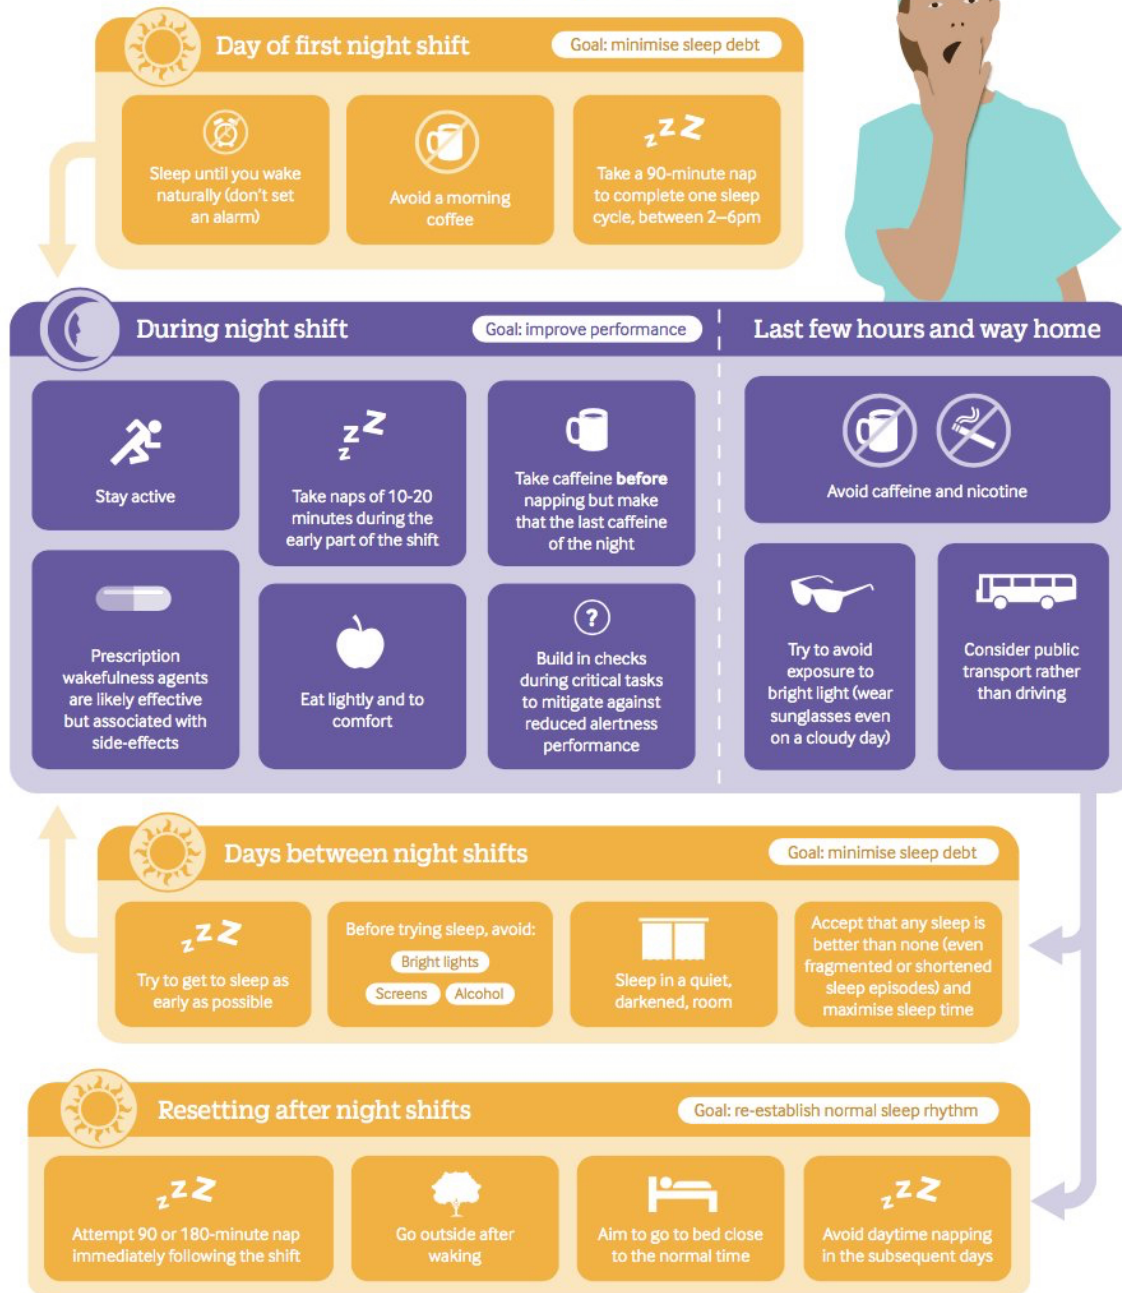 Day of first night shift
Goal: minimise sleep debt
Sleep until you wake
naturally (don't set
an alarm)
Avoid a morning
coffee
zzZ
Take a 90-minute nap
to complete one sleep
cycle, between 2–6pm
During night shift
Goal: improve performance
Stay active
zzZ
Take naps of 10-20
minutes during the
early part of the shift
Take caffeine before
napping but make
that the last caffeine
of the night
Prescription
wakefulness agents
are likely effective
but associated with
side-effects
Eat lightly and to
comfort
?
Build in checks
during critical tasks
to mitigate against
reduced alertness
performance
Last few hours and way home
Avoid caffeine and nicotine
Try to avoid
exposure to
bright light (wear
sunglasses even
on a cloudy day)
Consider public
transport rather
than driving
Days between night shifts
Goal: minimise sleep debt
zzZ
Try to get to sleep as
early as possible
Before trying sleep, avoid:
Bright lights
Screens
Alcohol
Sleep in a quiet,
darkened, room
Accept that any sleep is
better than none (even
fragmented or shortened
sleep episodes) and
maximise sleep time
Resetting after night shifts
Goal: re-establish normal sleep rhythm
zzZ
Attempt 90 or 180-minute nap
immediately following the shift
Go outside after
waking
Aim to go to bed close
to the normal time
zzZ
Avoid daytime napping
in the subsequent days